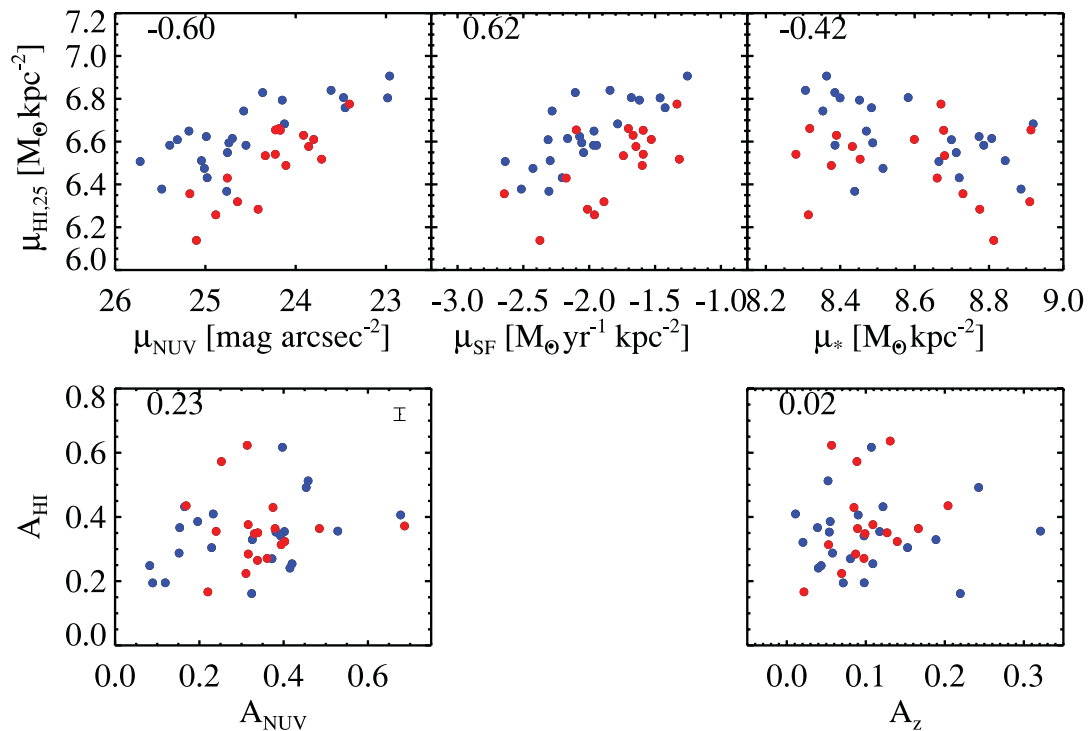 -0.60 0.62 -0.42
7.2
7.0
6.8
6.6
6.4
6.2
6.0
μHI,25 [M⊙ kpc-2]
26 25 24 23 -3.0 -2.5 -2.0 -1.5 -1.0 8.2 8.4 8.6 8.8 9.0
μNUV [mag arcsec-2] μSF [M⊙ yr-1 kpc-2] μ* [M⊙ kpc-2]
0.23 0.02
0.8
0.6
0.4
0.2
0.0
AHI
0.0 0.2 0.4 0.6 0.0 0.1 0.2 0.3
ANUV Az